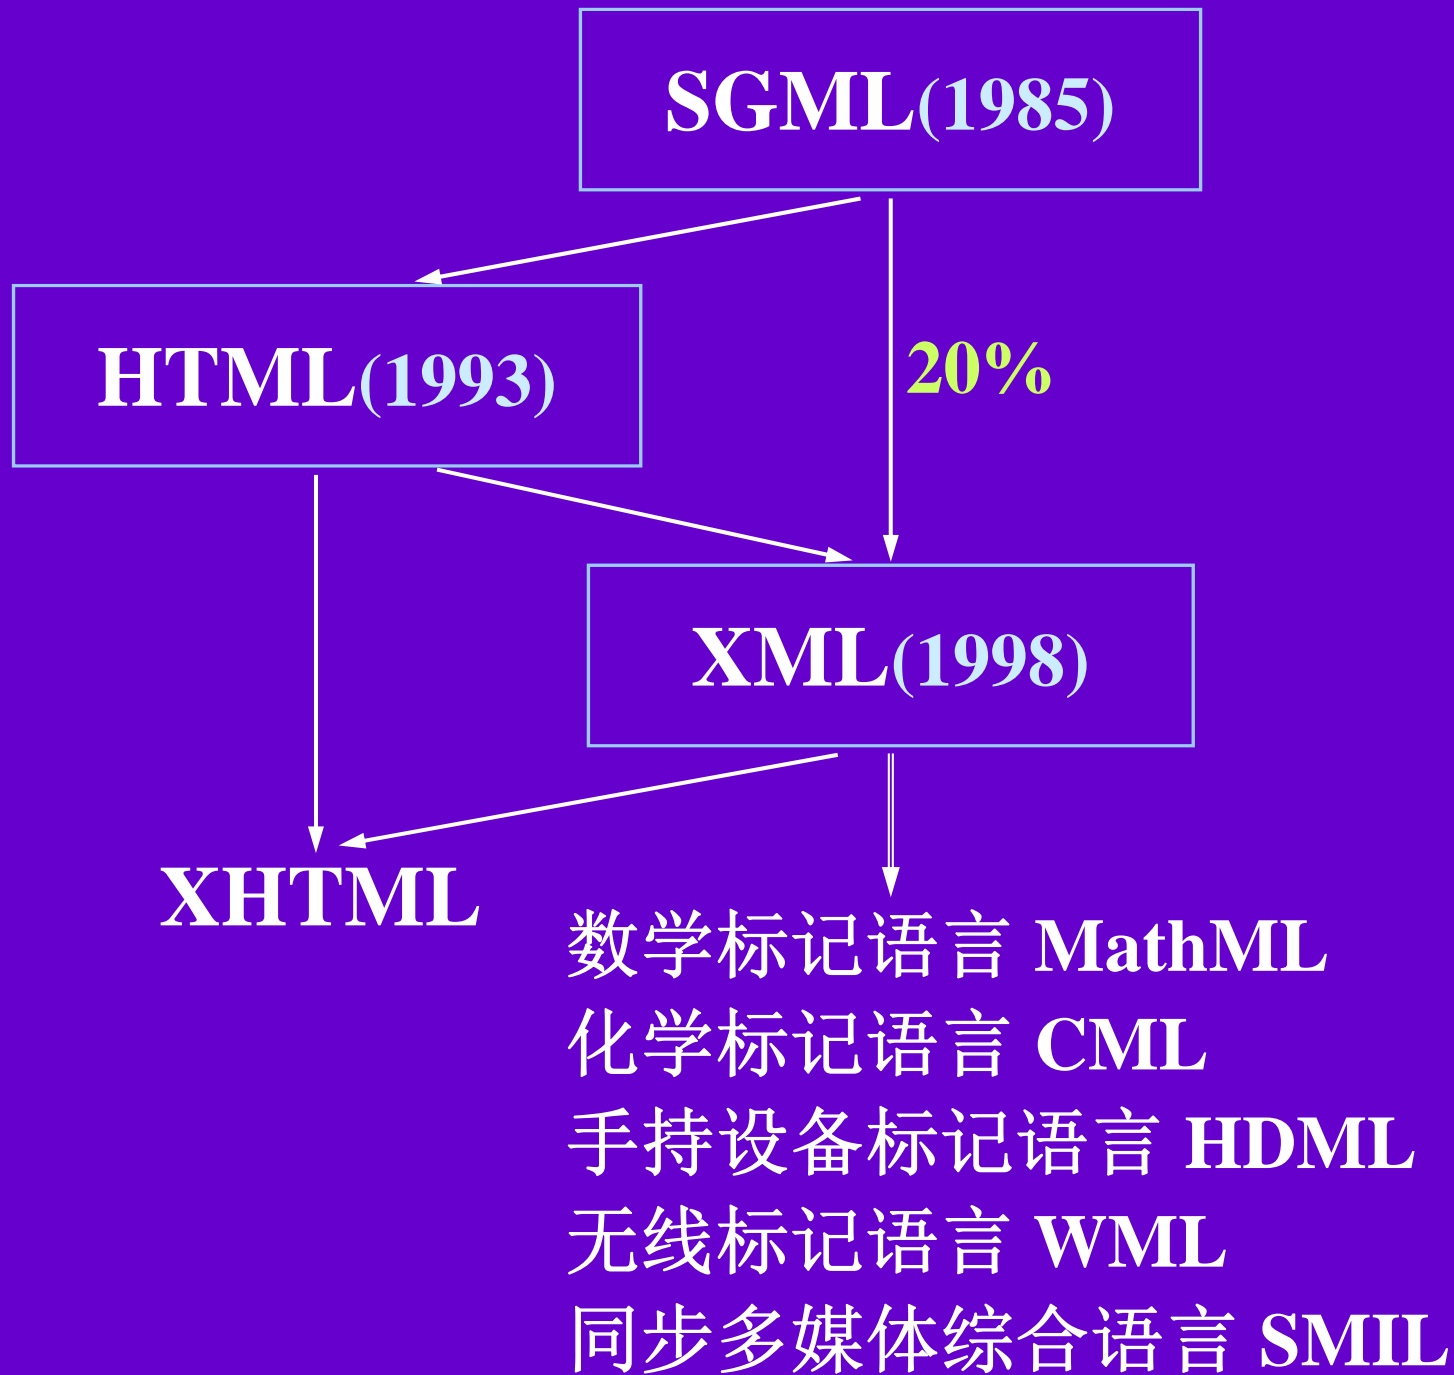 SGML(1985)
HTML(1993)
20%
XML(1998)
XHTML
数学标记语言 MathML
化学标记语言 CML
手持设备标记语言 HDML
无线标记语言 WML
同步多媒体综合语言 SMIL